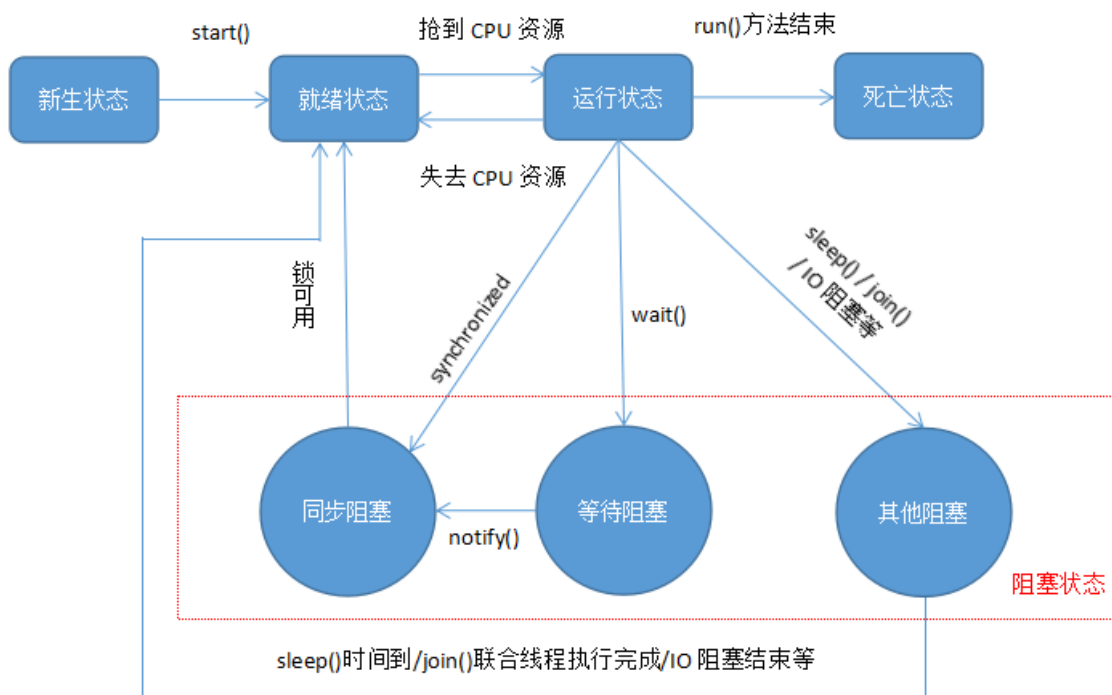 start()
抢到 CPU 资源
run()方法结束
新生状态
就绪状态
运行状态
死亡状态
失去 CPU 资源
锁可用
synchronized
wait()
sleep() / join()
/ IO 阻塞等
同步阻塞
等待阻塞
其他阻塞
notify()
阻塞状态
sleep()时间到/join()联合线程执行完成/IO 阻塞结束等